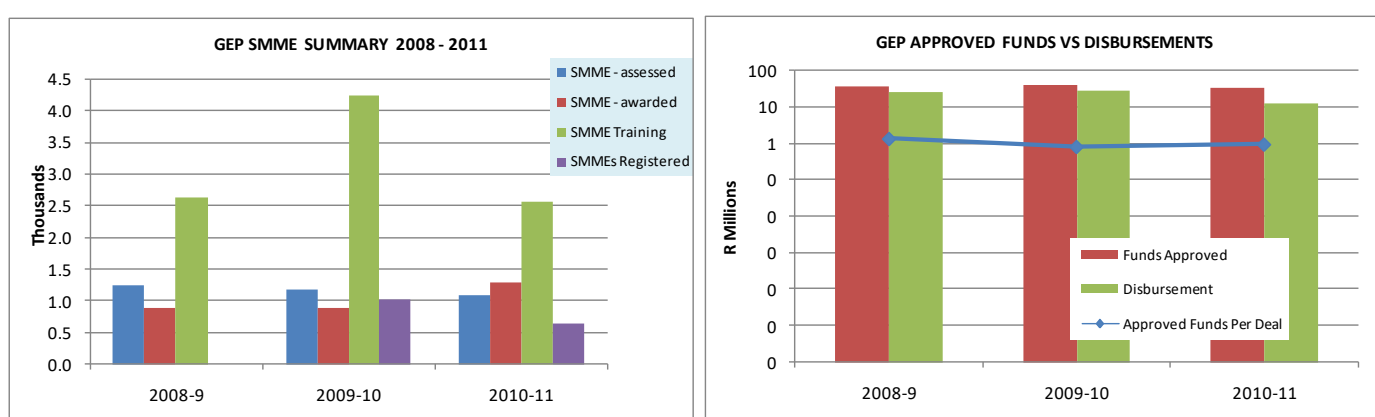 GEP SMME SUMMARY 2008 - 2011
4.5
4.0
3.5
3.0
2.5
2.0
1.5
1.0
0.5
0.0
Thousands
SMME - assessed
SMME - awarded
SMME Training
SMMEs Registered
2008-9
2009-10
2010-11
GEP APPROVED FUNDS VS DISBURSEMENTS
100
10
1
0
0
0
0
0
0
R Millions
Funds Approved
Disbursement
Approved Funds Per Deal
2008-9
2009-10
2010-11